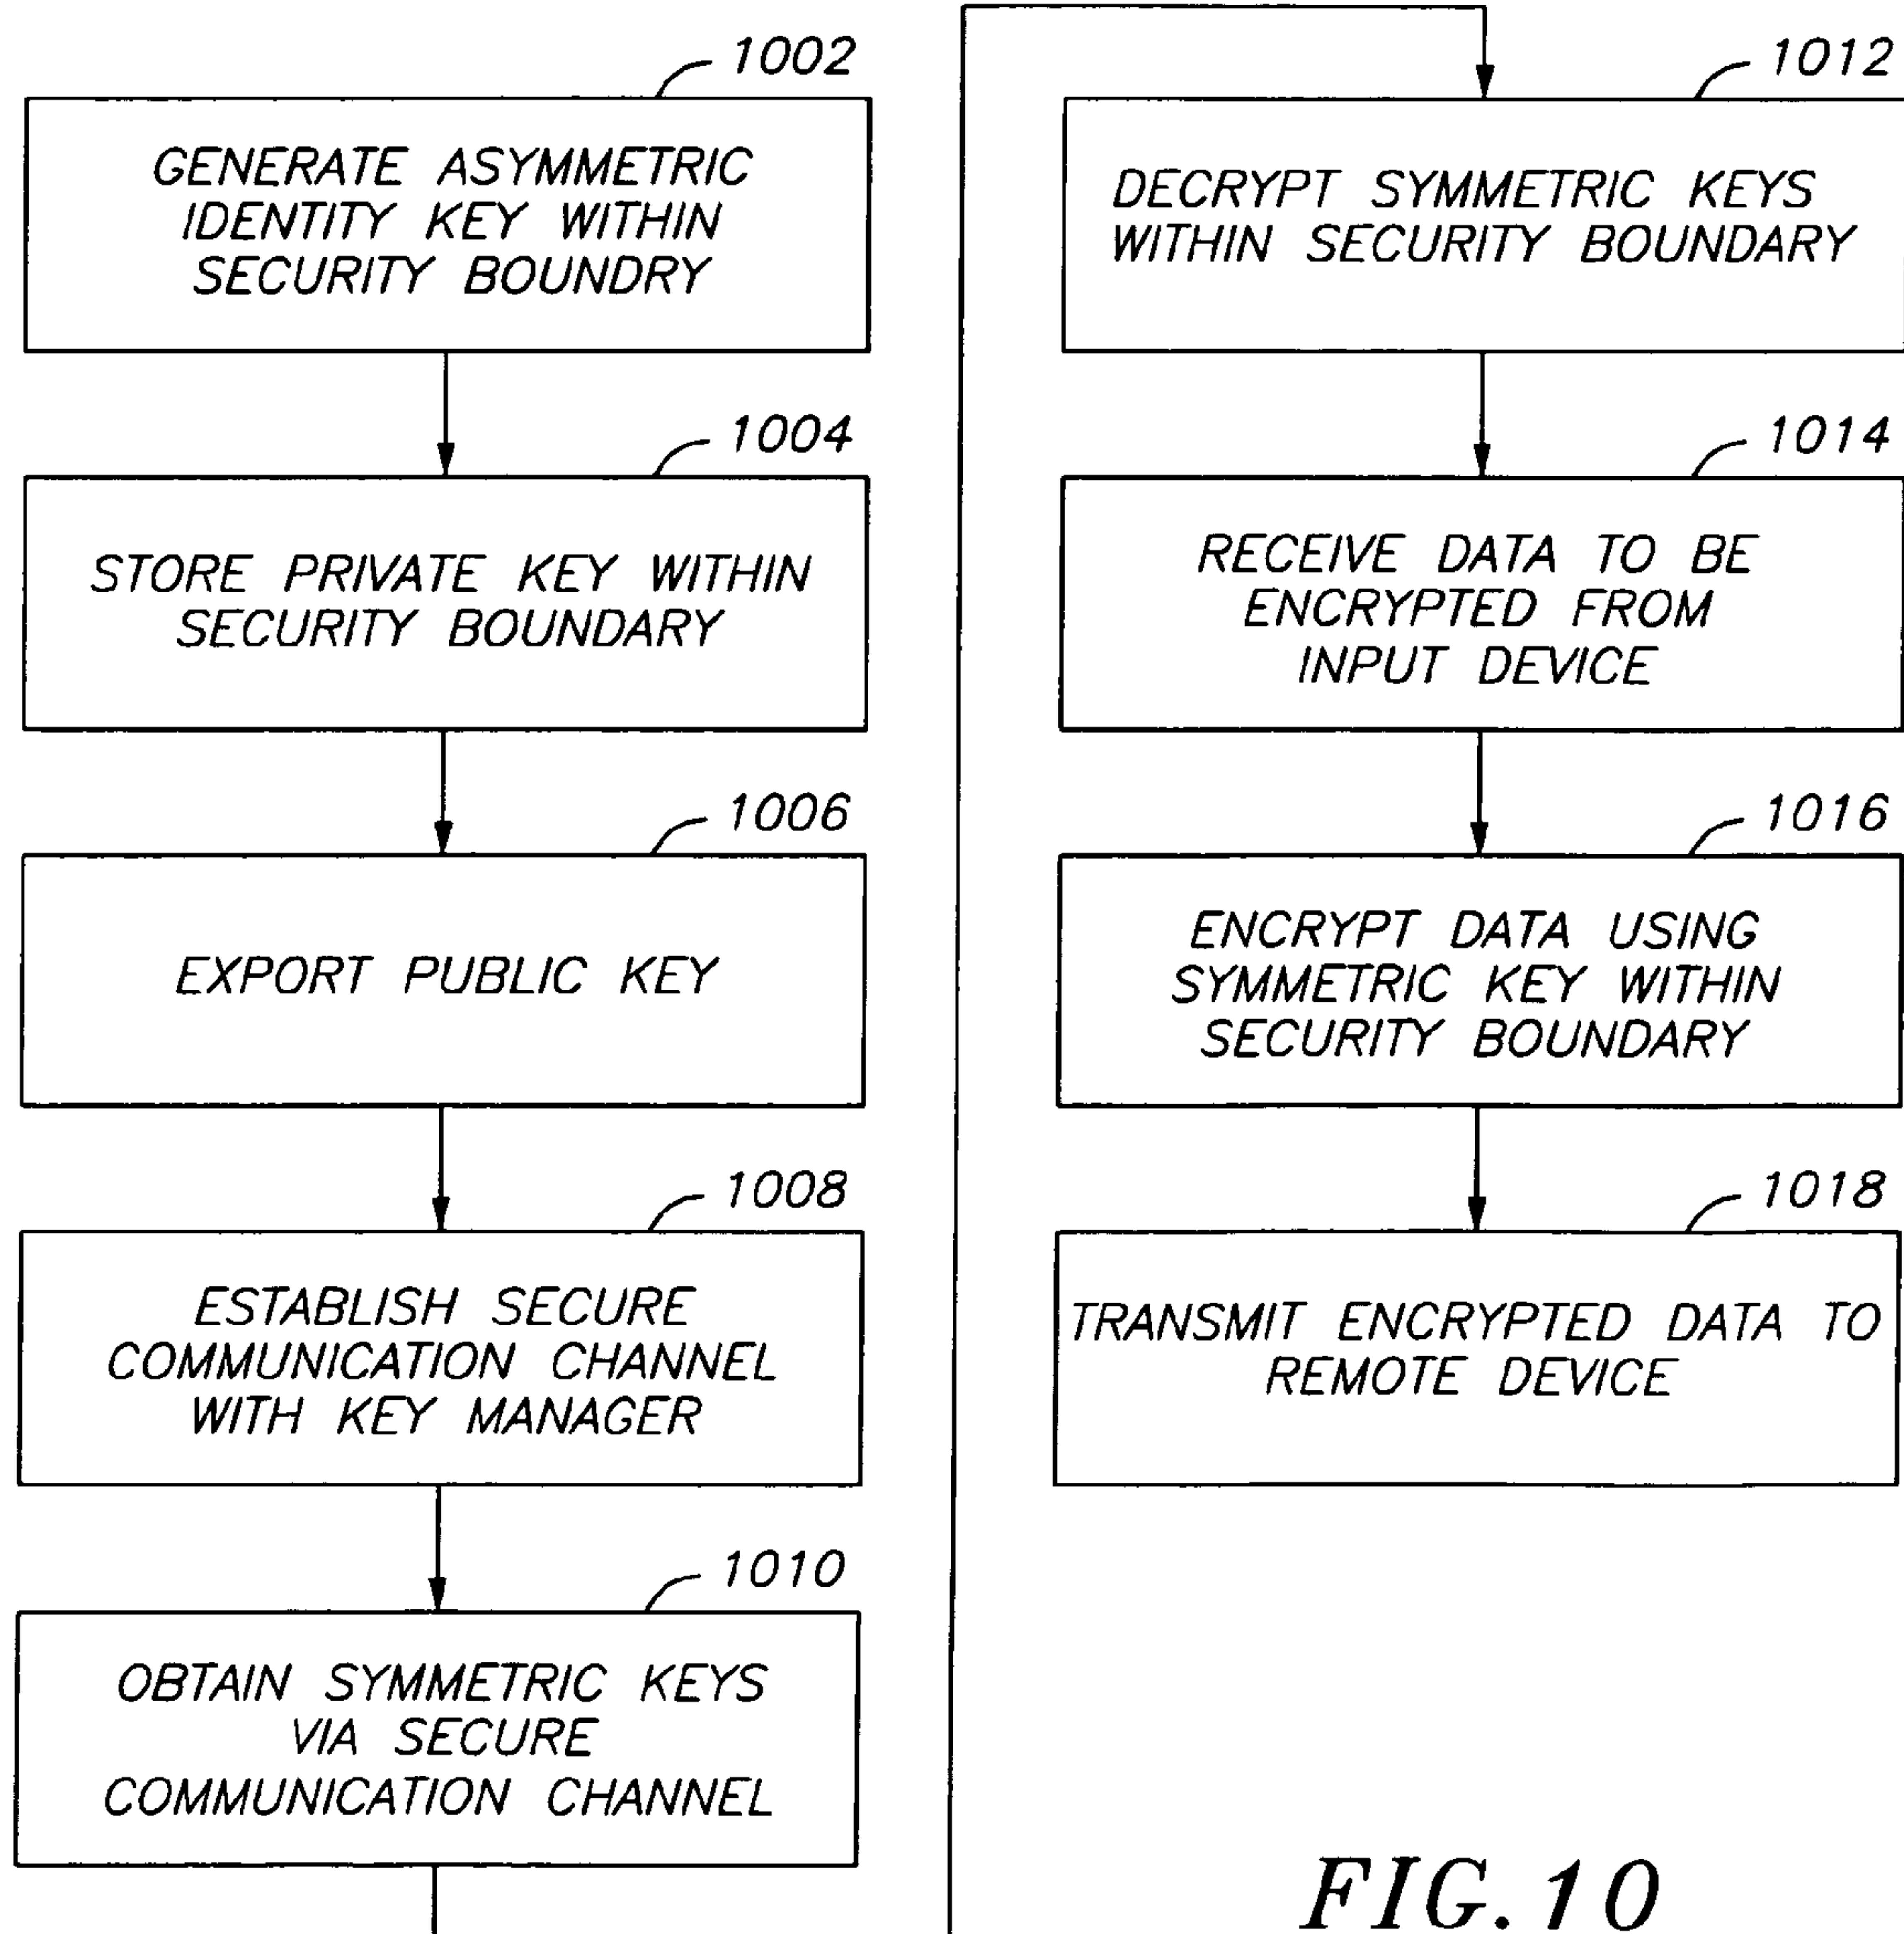 1002
GENERATE ASYMMETRIC
IDENTITY KEY WITHIN
SECURITY BOUNDRY
1004
STORE PRIVATE KEY WITHIN
SECURITY BOUNDARY
1006
EXPORT PUBLIC KEY
1008
ESTABLISH SECURE
COMMUNICATION CHANNEL
WITH KEY MANAGER
1010
OBTAIN SYMMETRIC KEYS
VIA SECURE
COMMUNICATION CHANNEL
1012
DECRYPT SYMMETRIC KEYS
WITHIN SECURITY BOUNDARY
1014
RECEIVE DATA TO BE
ENCRYPTED FROM
INPUT DEVICE
1016
ENCRYPT DATA USING
SYMMETRIC KEY WITHIN
SECURITY BOUNDARY
1018
TRANSMIT ENCRYPTED DATA TO
REMOTE DEVICE
FIG.10